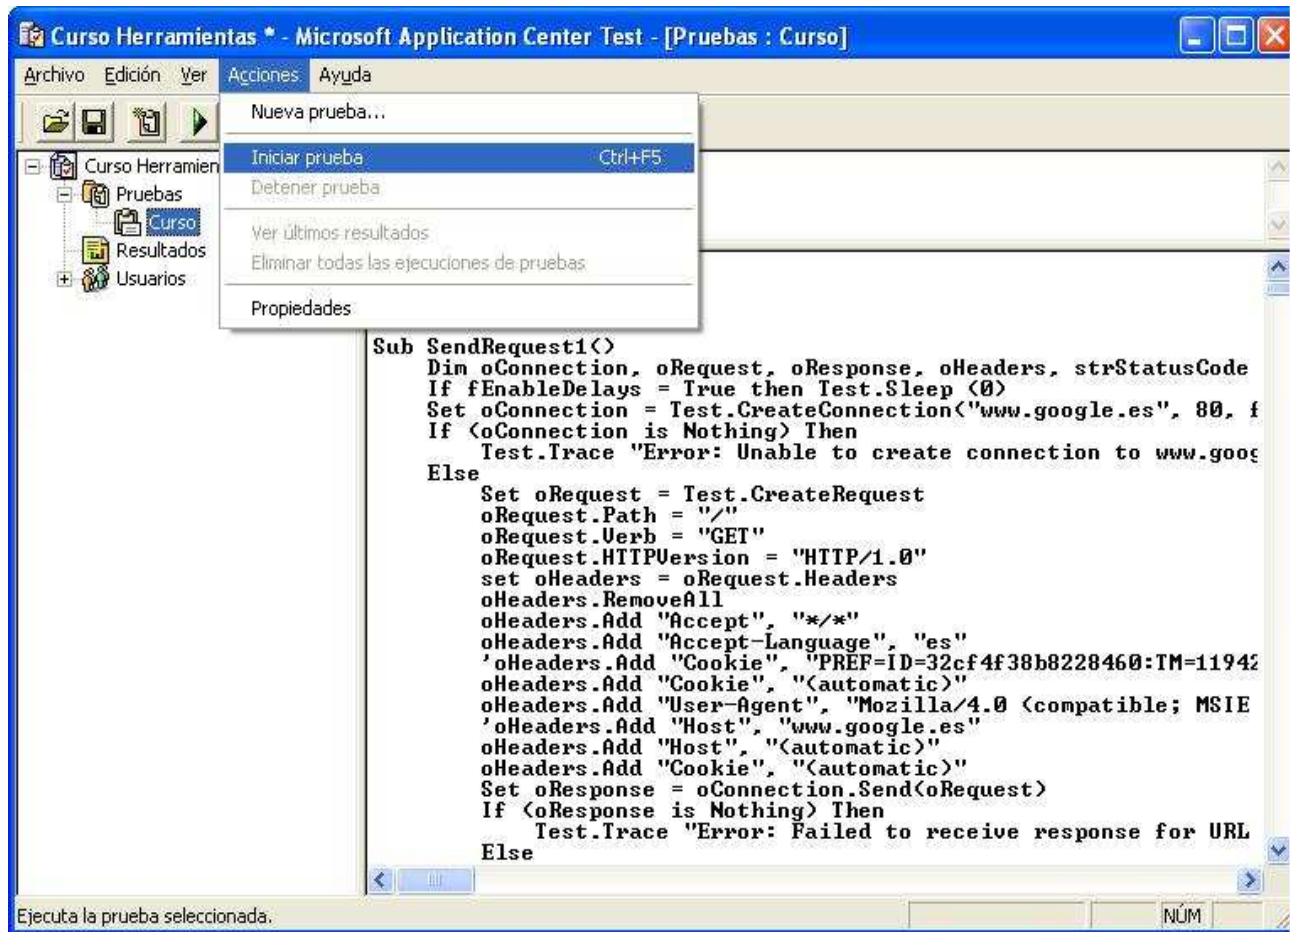 Curso Herramientas * - Microsoft Application Center Test - [Pruebas : Curso]
Archivo Edición Ver Acciones Ayuda
Nueva prueba...
Iniciar prueba Ctrl+F5
Detener prueba
Ver últimos resultados
Eliminar todas las ejecuciones de pruebas
Propiedades
Curso Herramien
Pruebas
Curso
Resultados
Usuarios
Sub SendRequest1()
Dim oConnection, oRequest, oResponse, oHeaders, strStatusCode
If fEnableDelays = True then Test.Sleep (0)
Set oConnection = Test.CreateConnection("www.google.es", 80, f
If (oConnection is Nothing) Then
Test.Trace "Error: Unable to create connection to www.goog
Else
Set oRequest = Test.CreateRequest
oRequest.Path = "/"
oRequest.Verb = "GET"
oRequest.HTTPVersion = "HTTP/1.0"
set oHeaders = oRequest.Headers
oHeaders.RemoveAll
oHeaders.Add "Accept", "*/*"
oHeaders.Add "Accept-Language", "es"
'oHeaders.Add "Cookie", "PREF=ID=32cf4f38b8228460:TM=11942
oHeaders.Add "Cookie", "(automatic)"
oHeaders.Add "User-Agent", "Mozilla/4.0 (compatible; MSIE
'oHeaders.Add "Host", "www.google.es"
oHeaders.Add "Host", "(automatic)"
oHeaders.Add "Cookie", "(automatic)"
Set oResponse = oConnection.Send(oRequest)
If (oResponse is Nothing) Then
Test.Trace "Error: Failed to receive response for URL
Else
Ejecuta la prueba seleccionada.
NÚM